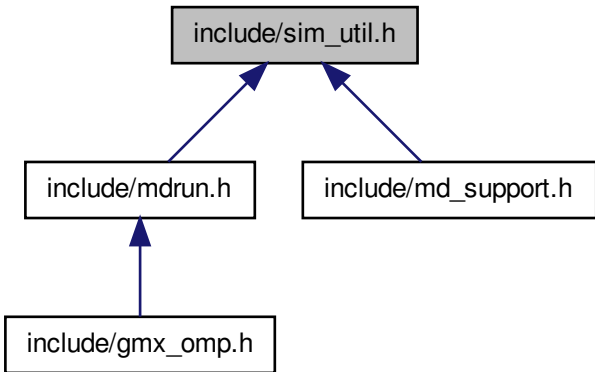 include/sim_util.h
include/mdrun.h
include/md_support.h
include/gmx_omp.h